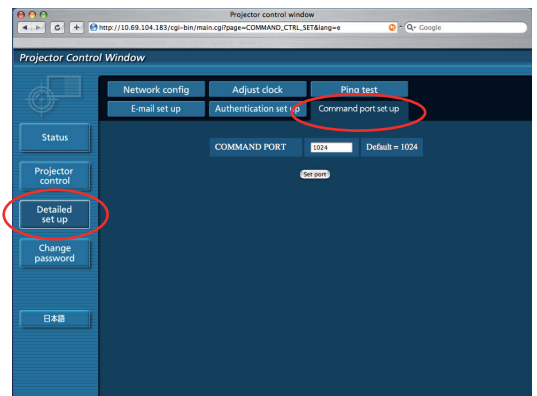 Projector control window
http://10.69.104.183/cgi-bin/main.cgi?page=COMMAND_CTRL_SET&lang=e
Google
Projector Control Window
Network config
Adjust clock
Ping test
E-mail set up
Authentication set up
Command port set up
Status
COMMAND PORT
1024
Default = 1024
Set port
Projector
control
Detailed
set up
Change
password
日本語